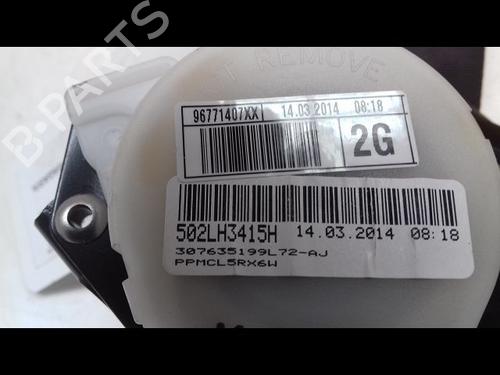 B-PARTS
T REMOVE
96771407XX 14.03.2014 08:18
2G
502LH3415H 14.03.2014 08:18
307635199L72-AJ
PPMCL5RX6W